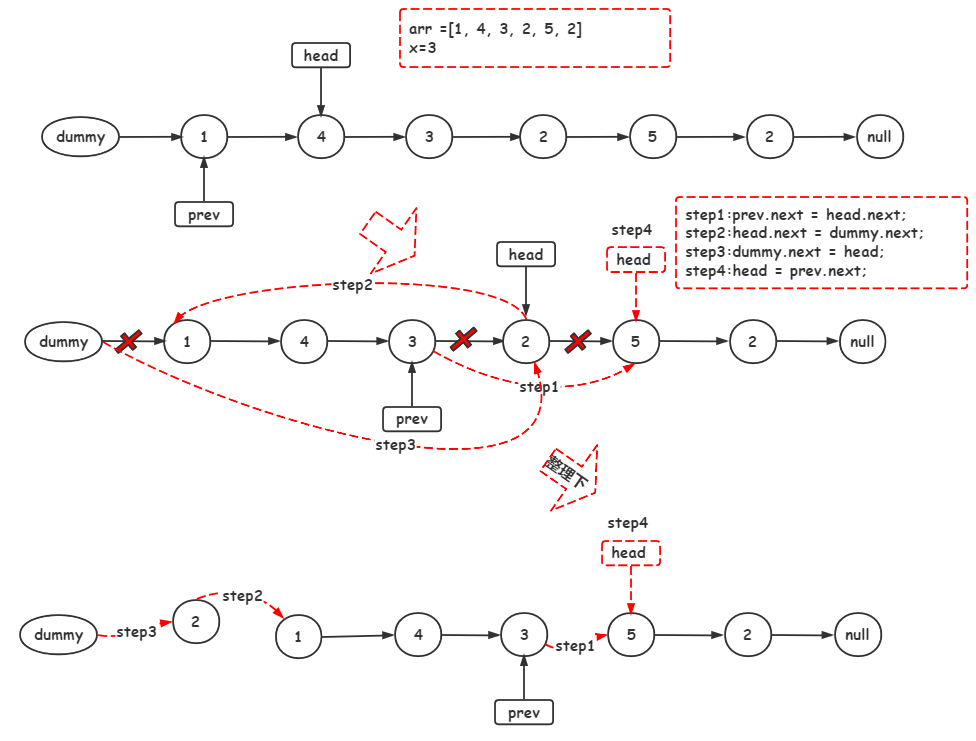 arr =[1, 4, 3, 2, 5, 2]
x=3
head
dummy
1
4
3
2
5
2
null
prev
step1:prev.next = head.next;
step2:head.next = dummy.next;
step3:dummy.next = head;
step4:head = prev.next;
step4
head
head
step2
dummy
1
4
3
2
5
2
null
step1
prev
step3
整理下
step4
head
step2
2
dummy
step3
1
4
3
5
2
null
step1
prev